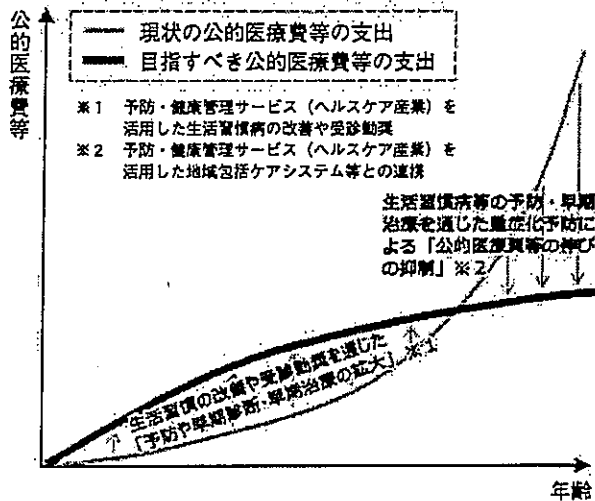 公的医療費等
現状の公的医療費等の支出
目指すべき公的医療費等の支出
※1 予防・健康管理サービス（ヘルスケア産業）を
活用した生活習慣病の改善や受診勧奨
※2 予防・健康管理サービス（ヘルスケア産業）を
活用した地域包括ケアシステム等との連携
生活習慣病等の予防・早期
治療を通じた重症化予防に
よる「公的医療費等の伸び
の抑制」※2
生活習慣の改善や受診勧奨を通じた
「予防や早期診断・早期治療の拡大」※1
年齢